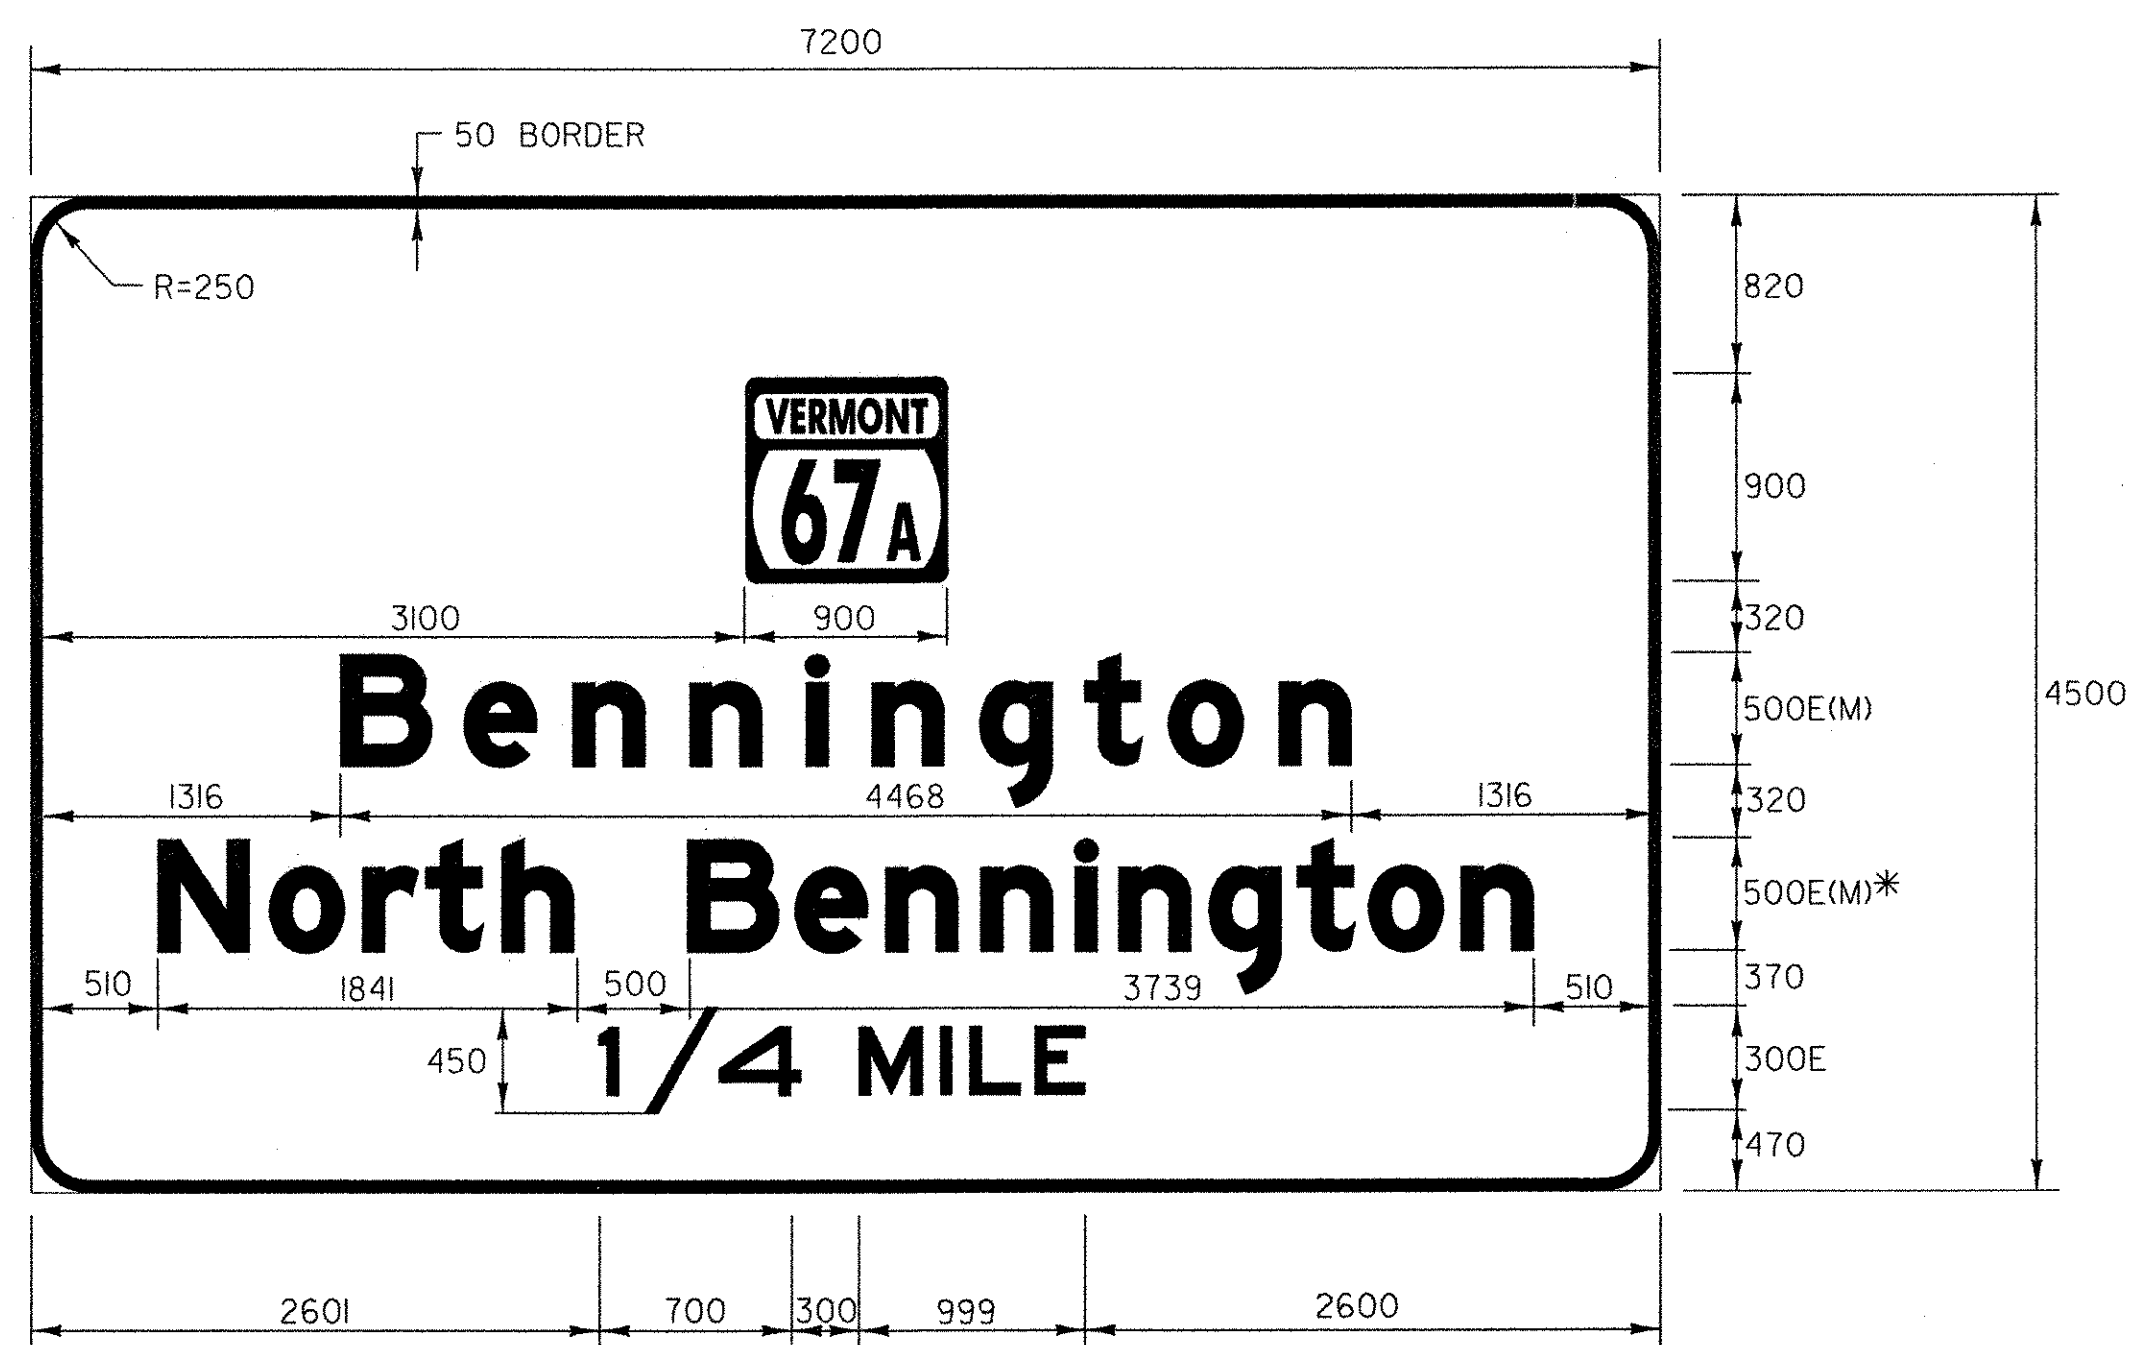 7200
50 BORDER
R=250
820
VERMONT
67A
900
3100 900
320
Bennington
500E(M)
4500
1316 4468 1316
320
North Bennington
500E(M)*
510 1841 500 3739 510
370
450
1/4 MILE
300E
470
2601 700 300 999 2600